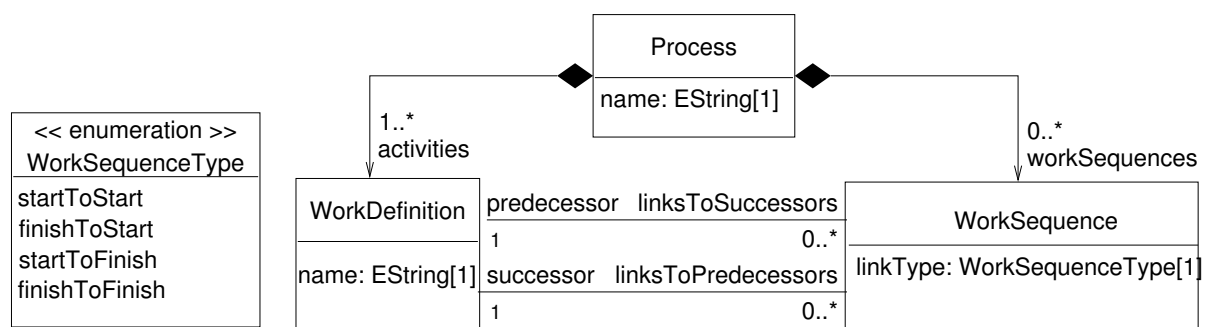 Process
name: EString[1]
1..*
activities
0..*
workSequences
<< enumeration >>
WorkSequenceType
startToStart
finishToStart
startToFinish
finishToFinish
WorkDefinition
name: EString[1]
predecessor linksToSuccessors
1 0..*
successor linksToPredecessors
1 0..*
WorkSequence
linkType: WorkSequenceType[1]